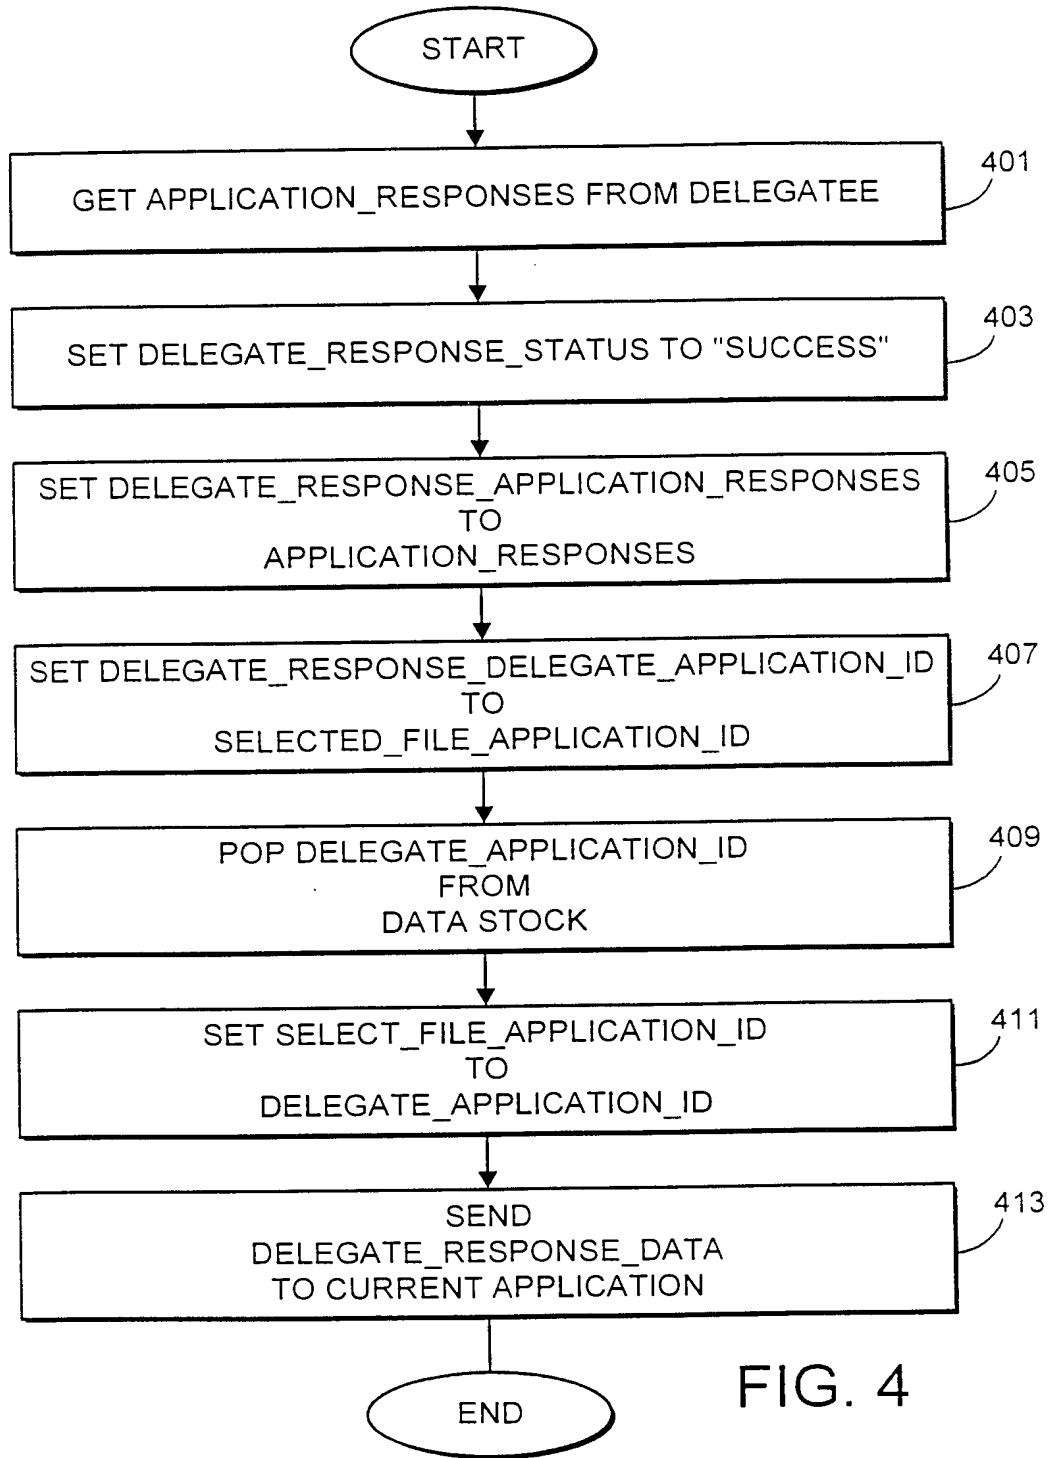 START
GET APPLICATION_RESPONSES FROM DELEGATEE
401
SET DELEGATE_RESPONSE_STATUS TO "SUCCESS"
403
SET DELEGATE_RESPONSE_APPLICATION_RESPONSES
TO
APPLICATION_RESPONSES
405
SET DELEGATE_RESPONSE_DELEGATE_APPLICATION_ID
TO
SELECTED_FILE_APPLICATION_ID
407
POP DELEGATE_APPLICATION_ID
FROM
DATA STOCK
409
SET SELECT_FILE_APPLICATION_ID
TO
DELEGATE_APPLICATION_ID
411
SEND
DELEGATE_RESPONSE_DATA
TO CURRENT APPLICATION
413
END
FIG. 4